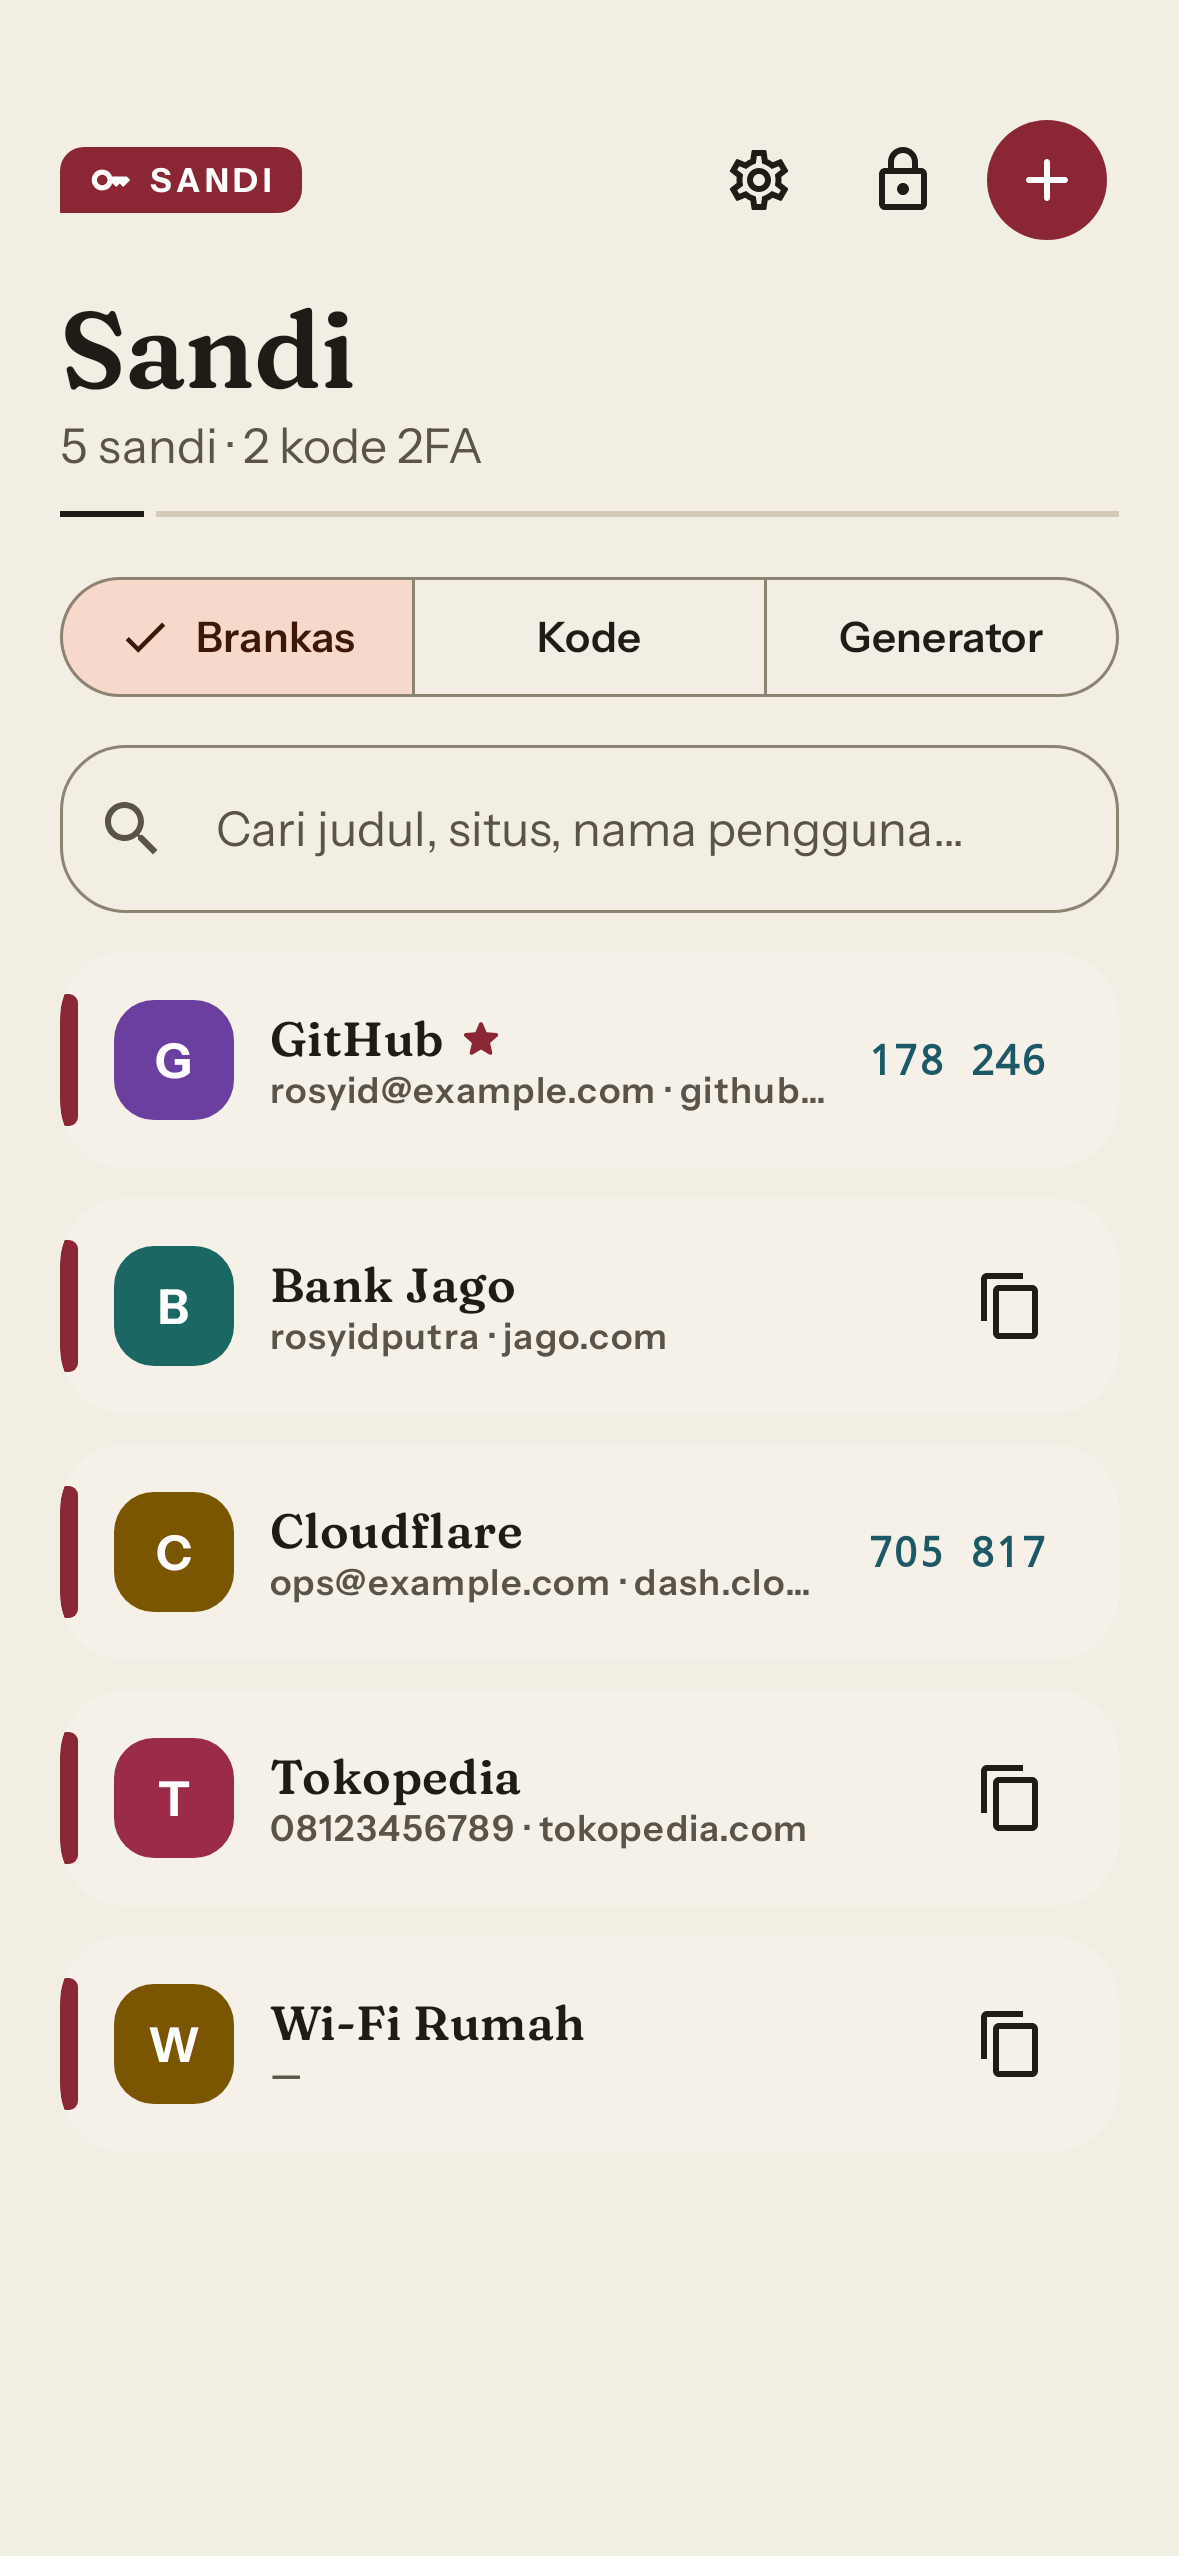 SANDI
Sandi
5 sandi · 2 kode 2FA
Brankas
Kode
Generator
Cari judul, situs, nama pengguna…
G
GitHub
rosyid@example.com · github…
178 246
B
Bank Jago
rosyidputra · jago.com
C
Cloudflare
ops@example.com · dash.clo…
705 817
T
Tokopedia
08123456789 · tokopedia.com
W
Wi-Fi Rumah
—